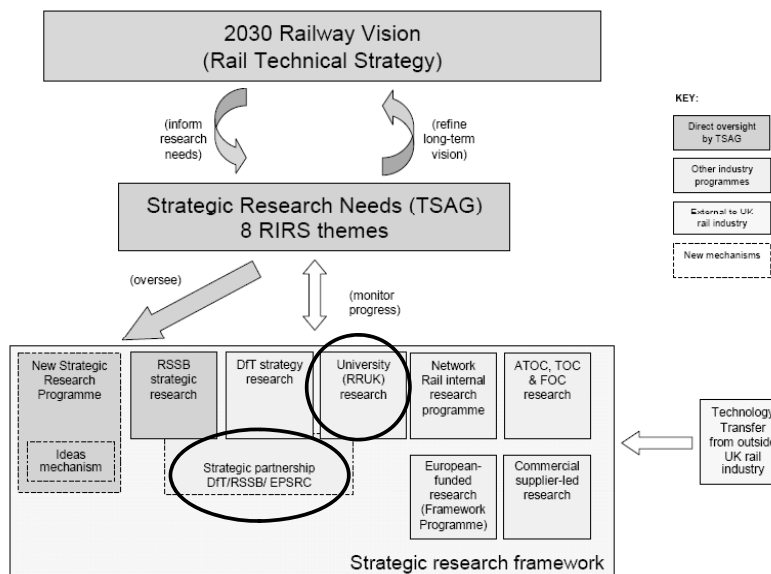 2030 Railway Vision
(Rail Technical Strategy)
(inform
research
needs)
(refine
long-term
vision)
KEY:
Direct oversight
by TSAG
Other industry
programmes
External to UK
rail industry
New mechanisms
Strategic Research Needs (TSAG)
8 RIRS themes
(oversee)
(monitor
progress)
New Strategic
Research
Programme
Ideas
mechanism
RSSB
strategic
research
DfT strategy
research
University
(RRUK)
research
Network
Rail internal
research
programme
ATOC, TOC
& FOC
research
Strategic partnership
DfT/RSSB/ EPSRC
European-
funded
research
(Framework
Programme)
Commercial
supplier-led
research
Technology
Transfer
from outside
UK rail
industry
Strategic research framework